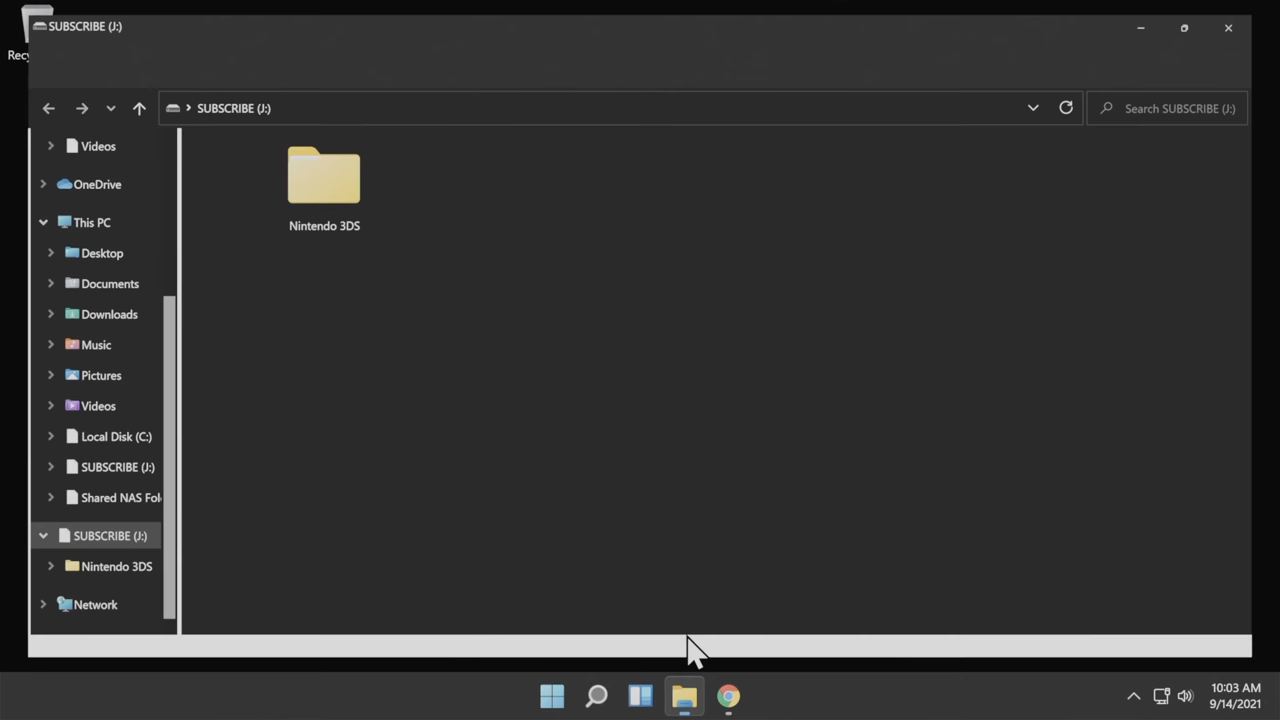 Recy
SUBSCRIBE (J:)
SUBSCRIBE (J:)
Search SUBSCRIBE (J:)
Videos
OneDrive
This PC
Desktop
Documents
Downloads
Music
Pictures
Videos
Local Disk (C:)
SUBSCRIBE (J:)
Shared NAS Fol
SUBSCRIBE (J:)
Nintendo 3DS
Network
Nintendo 3DS
10:03 AM
9/14/2021